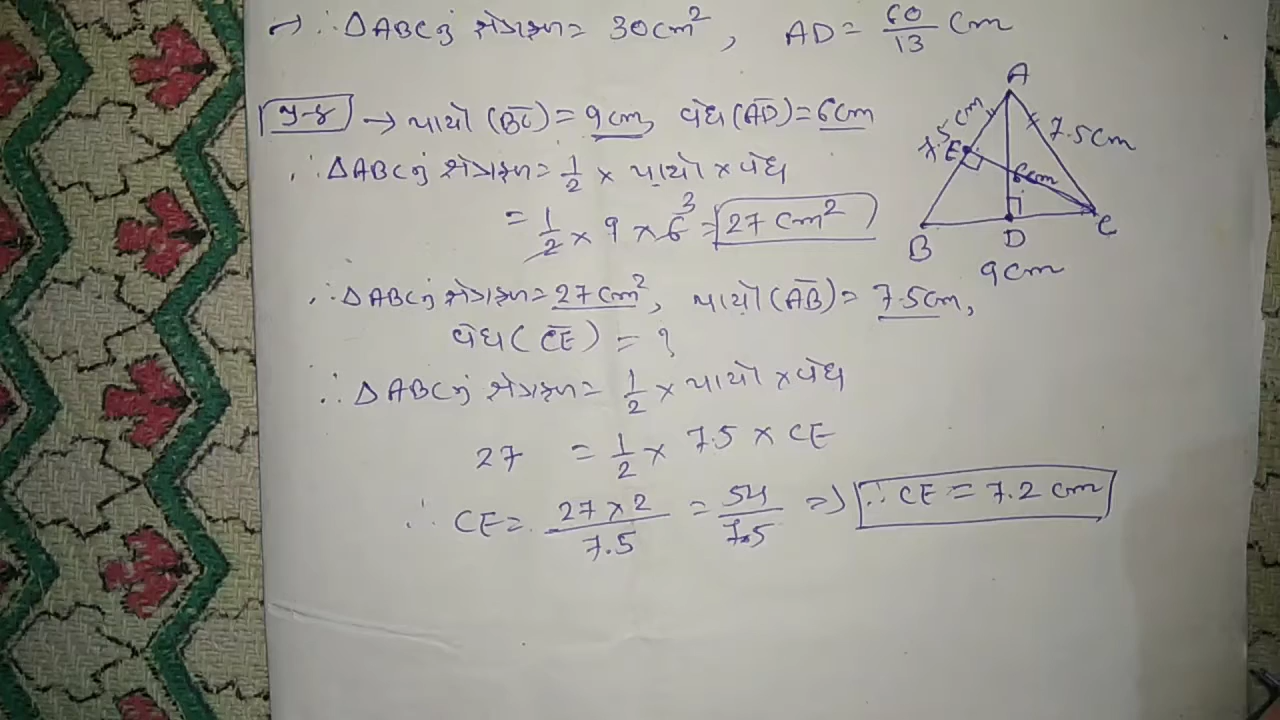 → ∴ ΔABCનું ક્ષેત્રફળ = 30cm², AD = 60/13 cm
પ્ર-૪ → પાયો (BC) = 9cm, વેધ (AD) = 6cm
∴ ΔABCનું ક્ષેત્રફળ = 1/2 × પાયો × વેધ
= 1/2 × 9 × 6 3 = 27 cm²
∴ ΔABCનું ક્ષેત્રફળ = 27 cm², પાયો (AB) = 7.5cm,
વેધ (CE) = ?
∴ ΔABCનું ક્ષેત્રફળ = 1/2 × પાયો × વેધ
27 = 1/2 × 7.5 × CE
∴ CE = 27 × 2/7.5 = 54/7.5 ⇒ ∴ CE = 7.2 cm
A
7.5 cm
7.5cm
E
6cm
B
D
C
9cm